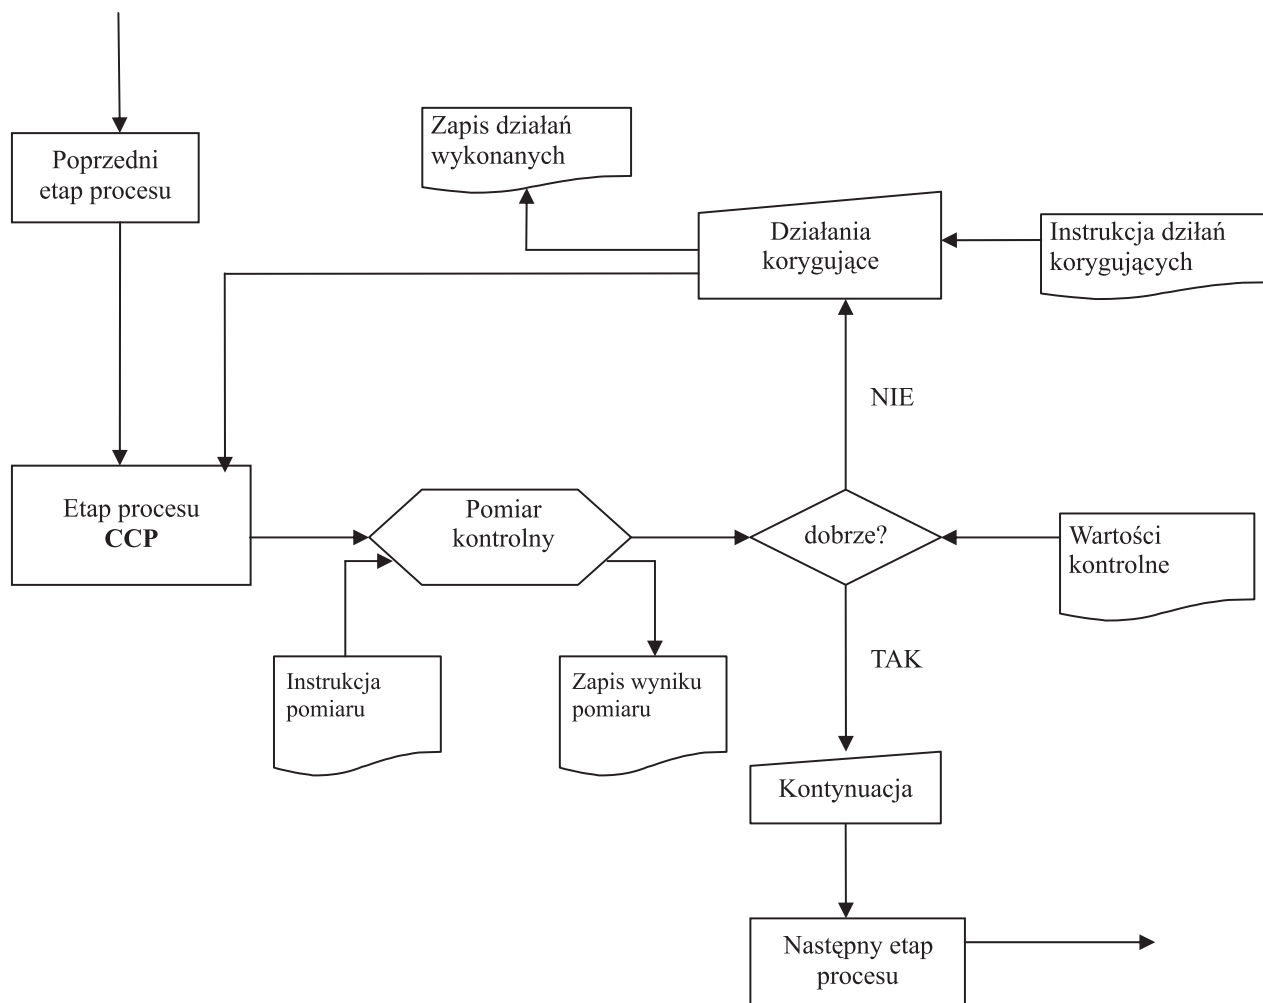 Zapis działań
wykonanych
Poprzedni
etap procesu
Działania
korygujące
Instrukcja dziłań
korygujących
NIE
Etap procesu
CCP
Pomiar
kontrolny
dobrze?
Wartości
kontrolne
TAK
Instrukcja
pomiaru
Zapis wyniku
pomiaru
Kontynuacja
Następny etap
procesu